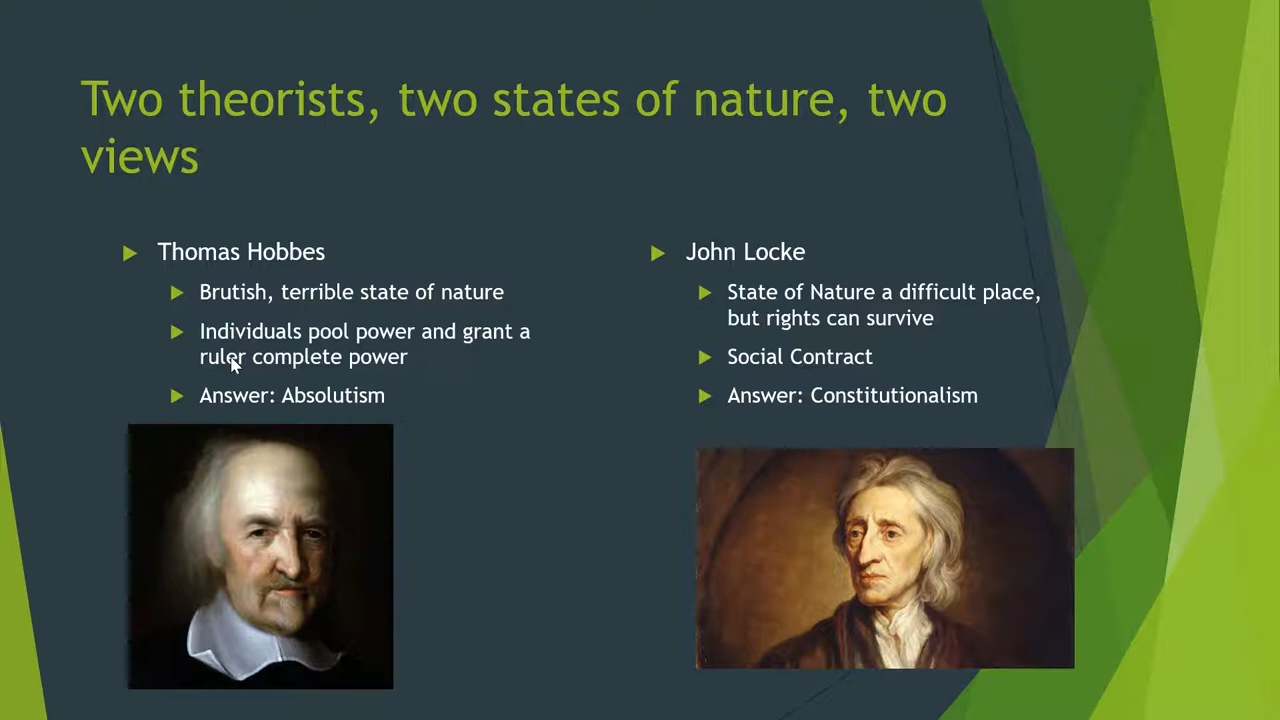 Two theorists, two states of nature, two
views
Thomas Hobbes
Brutish, terrible state of nature
Individuals pool power and grant a
ruler complete power
Answer: Absolutism
John Locke
State of Nature a difficult place,
but rights can survive
Social Contract
Answer: Constitutionalism